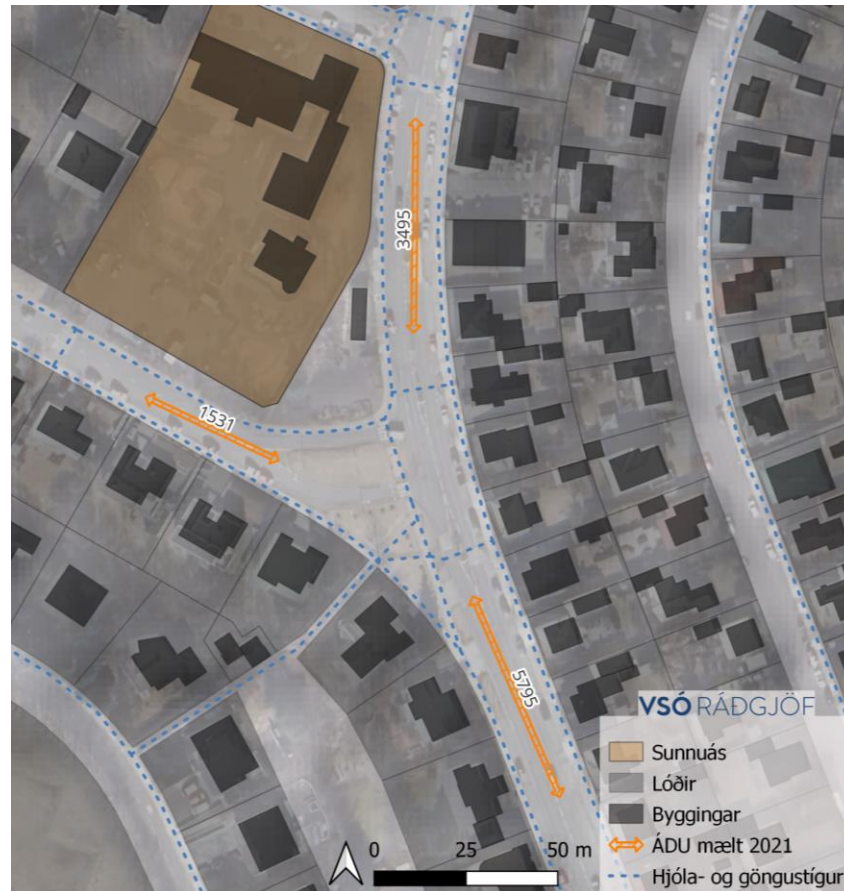 3495
1531
5795
VSÓ RÁÐGJÖF
Sunnuás
Lóðir
Byggingar
ÁDU mælt 2021
Hjóla- og göngustígur
0 25 50 m